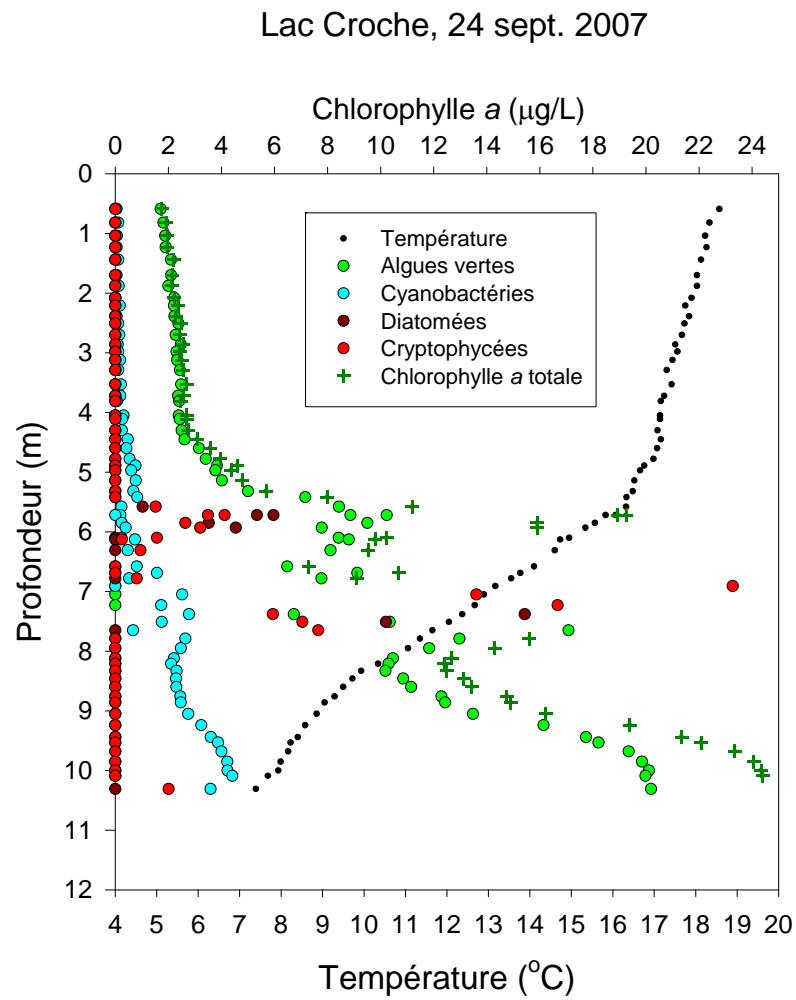 Lac Croche, 24 sept. 2007
Chlorophylle a (μg/L)
0 2 4 6 8 10 12 14 16 18 20 22 24
Profondeur (m)
0
1
2
3
4
5
6
7
8
9
10
11
12
Température
Algues vertes
Cyanobactéries
Diatomées
Cryptophycées
Chlorophylle a totale
4 5 6 7 8 9 10 11 12 13 14 15 16 17 18 19 20
Température (°C)